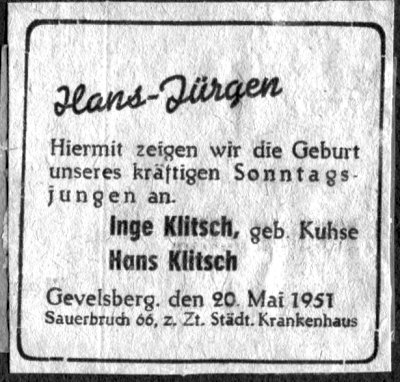 Hans-Jürgen
Hiermit zeigen wir die Geburt
unseres kräftigen Sonntags-
jungen an.
Inge Klitsch, geb. Kuhse
Hans Klitsch
Gevelsberg. den 20. Mai 1951
Sauerbruch 66, z. Zt. Städt. Krankenhaus